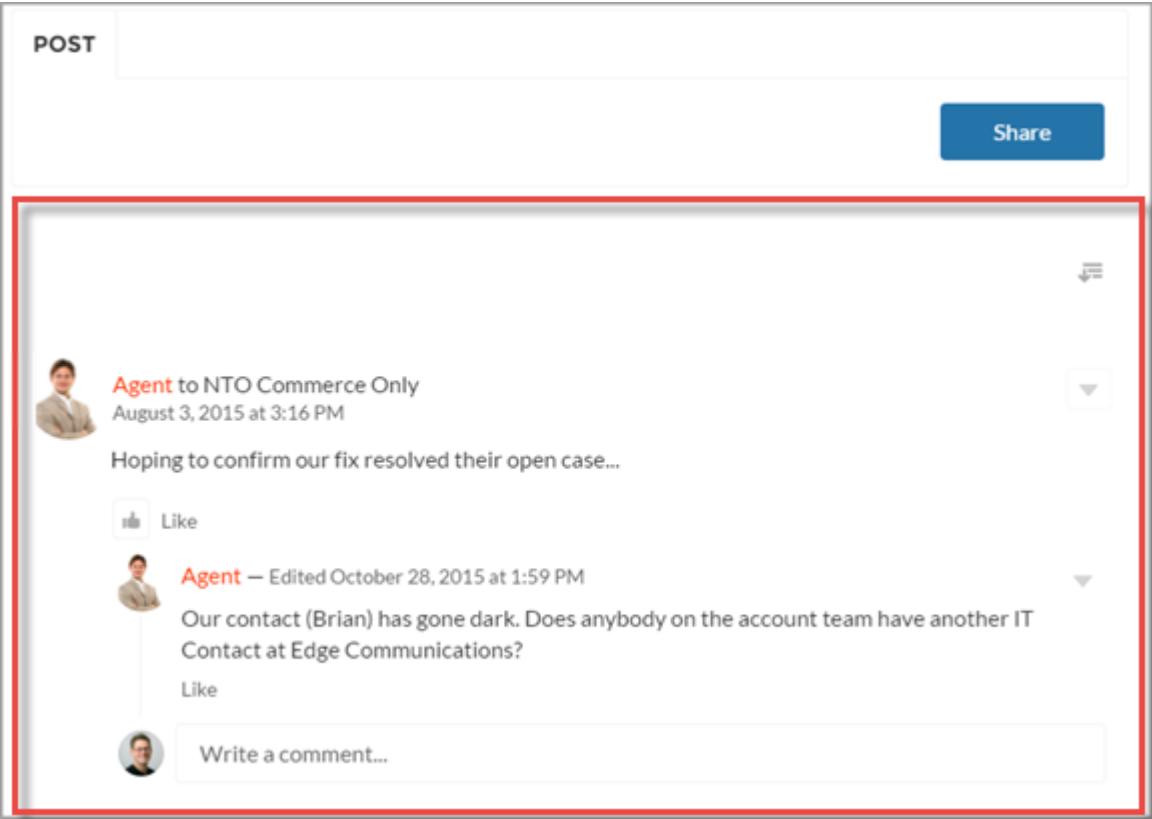 POST
Share
Agent to NTO Commerce Only
August 3, 2015 at 3:16 PM
Hoping to confirm our fix resolved their open case...
Like
Agent — Edited October 28, 2015 at 1:59 PM
Our contact (Brian) has gone dark. Does anybody on the account team have another IT
Contact at Edge Communications?
Like
Write a comment...